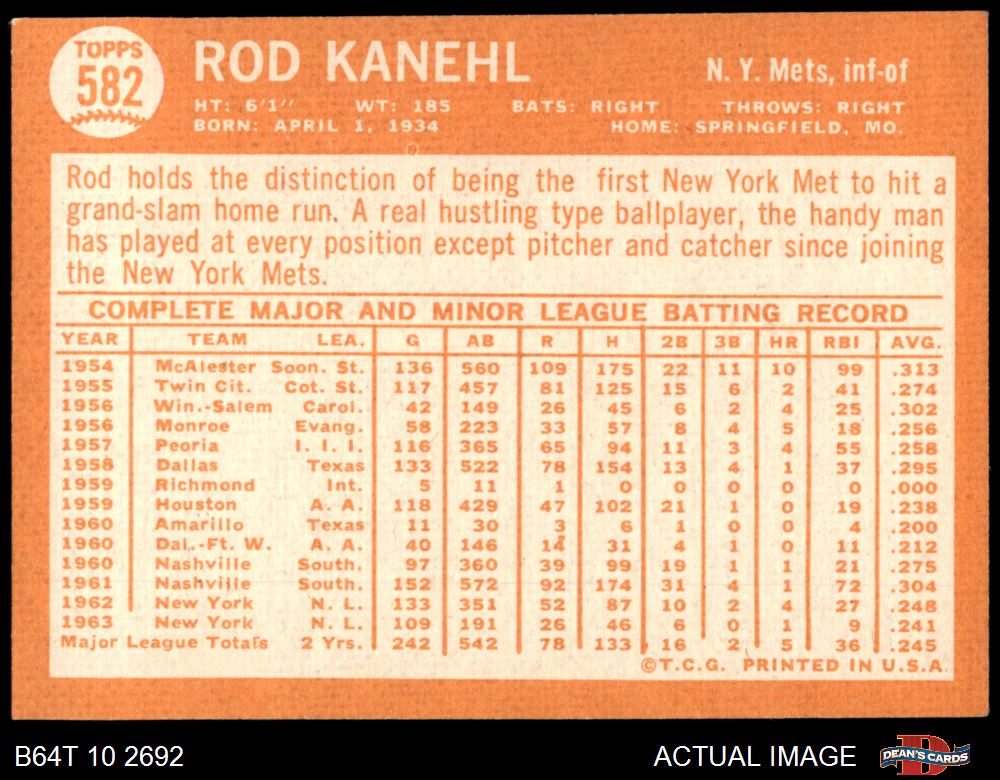 TOPPS
582
ROD KANEHL
N. Y. Mets, inf-of
HT: 6'1" WT: 185 BATS: RIGHT THROWS: RIGHT
BORN: APRIL 1, 1934 HOME: SPRINGFIELD, MO.
Rod holds the distinction of being the first New York Met to hit a
grand-slam home run. A real hustling type ballplayer, the handy man
has played at every position except pitcher and catcher since joining
the New York Mets.
COMPLETE MAJOR AND MINOR LEAGUE BATTING RECORD
YEAR TEAM LEA. G AB R H 2B 3B HR RBI AVG.
1954 McAlester Soon. St. 136 560 109 175 22 11 10 99 .313
1955 Twin Cit. Cot. St. 117 457 81 125 15 6 2 41 .274
1956 Win.-Salem Carol. 42 149 26 45 6 2 4 25 .302
1956 Monroe Evang. 58 223 33 57 8 4 5 18 .256
1957 Peoria I. I. I. 116 365 65 94 11 3 4 55 .258
1958 Dallas Texas 133 522 78 154 13 4 1 37 .295
1959 Richmond Int. 5 11 1 0 0 0 0 0 .000
1959 Houston A. A. 118 429 47 102 21 1 0 19 .238
1960 Amarillo Texas 11 30 3 6 1 0 0 4 .200
1960 Dal.-Ft. W. A. A. 40 146 14 31 4 1 0 11 .212
1960 Nashville South. 97 360 39 99 19 1 1 21 .275
1961 Nashville South. 152 572 92 174 31 4 1 72 .304
1962 New York N. L. 133 351 52 87 10 2 4 27 .248
1963 New York N. L. 109 191 26 46 6 0 1 9 .241
Major League Totals 2 Yrs. 242 542 78 133 16 2 5 36 .245
©T.C.G. PRINTED IN U.S.A.
B64T 10 2692 ACTUAL IMAGE DEAN'S CARDS